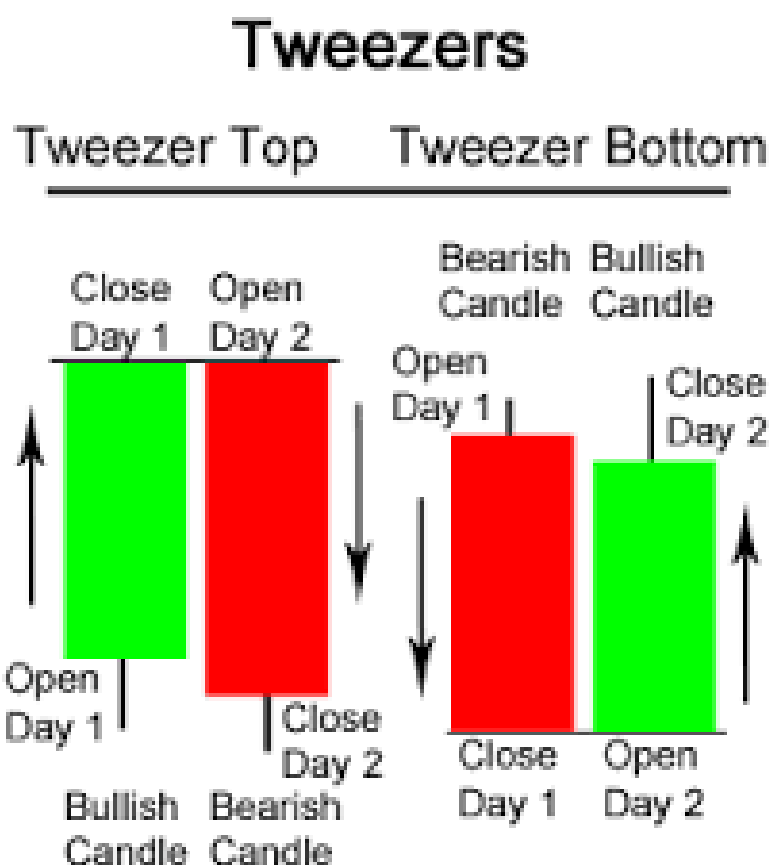 Tweezers
Tweezer Top
Tweezer Bottom
Close
Day 1
Open
Day 2
Open
Day 1
Close
Day 2
Bullish
Candle
Bearish
Candle
Bearish
Candle
Bullish
Candle
Open
Day 1
Close
Day 2
Close
Day 1
Open
Day 2